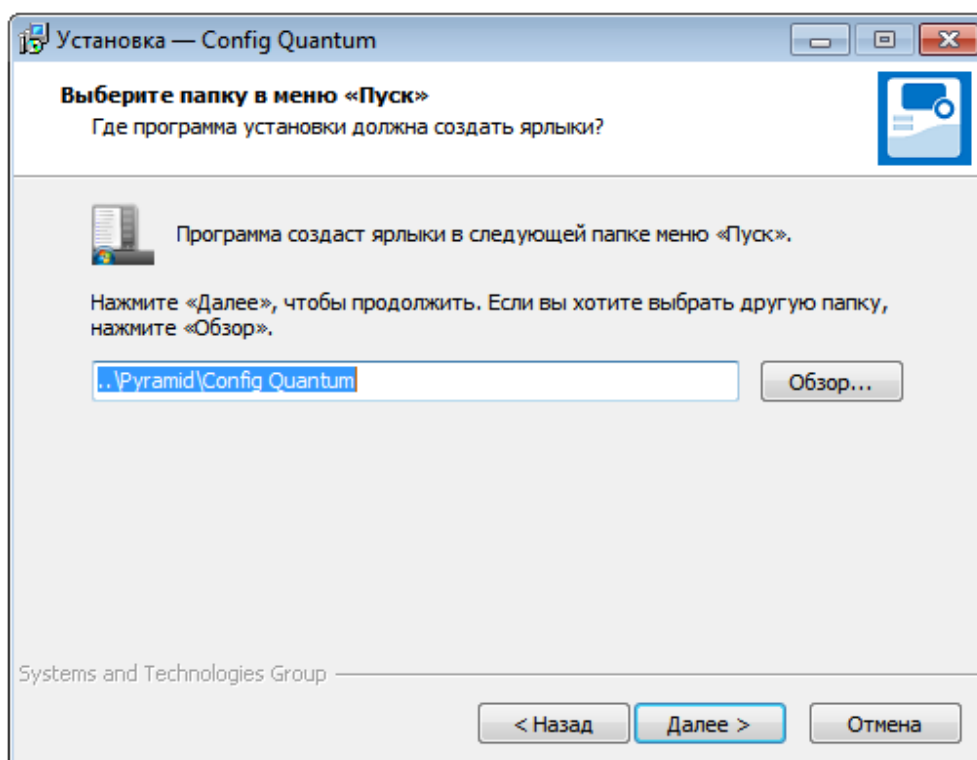 Установка — Config Quantum
Выберите папку в меню «Пуск»
Где программа установки должна создать ярлыки?
Программа создаст ярлыки в следующей папке меню «Пуск».
Нажмите «Далее», чтобы продолжить. Если вы хотите выбрать другую папку,
нажмите «Обзор».
..\Pyramid\Config Quantum
Обзор...
Systems and Technologies Group
< Назад
Далее >
Отмена